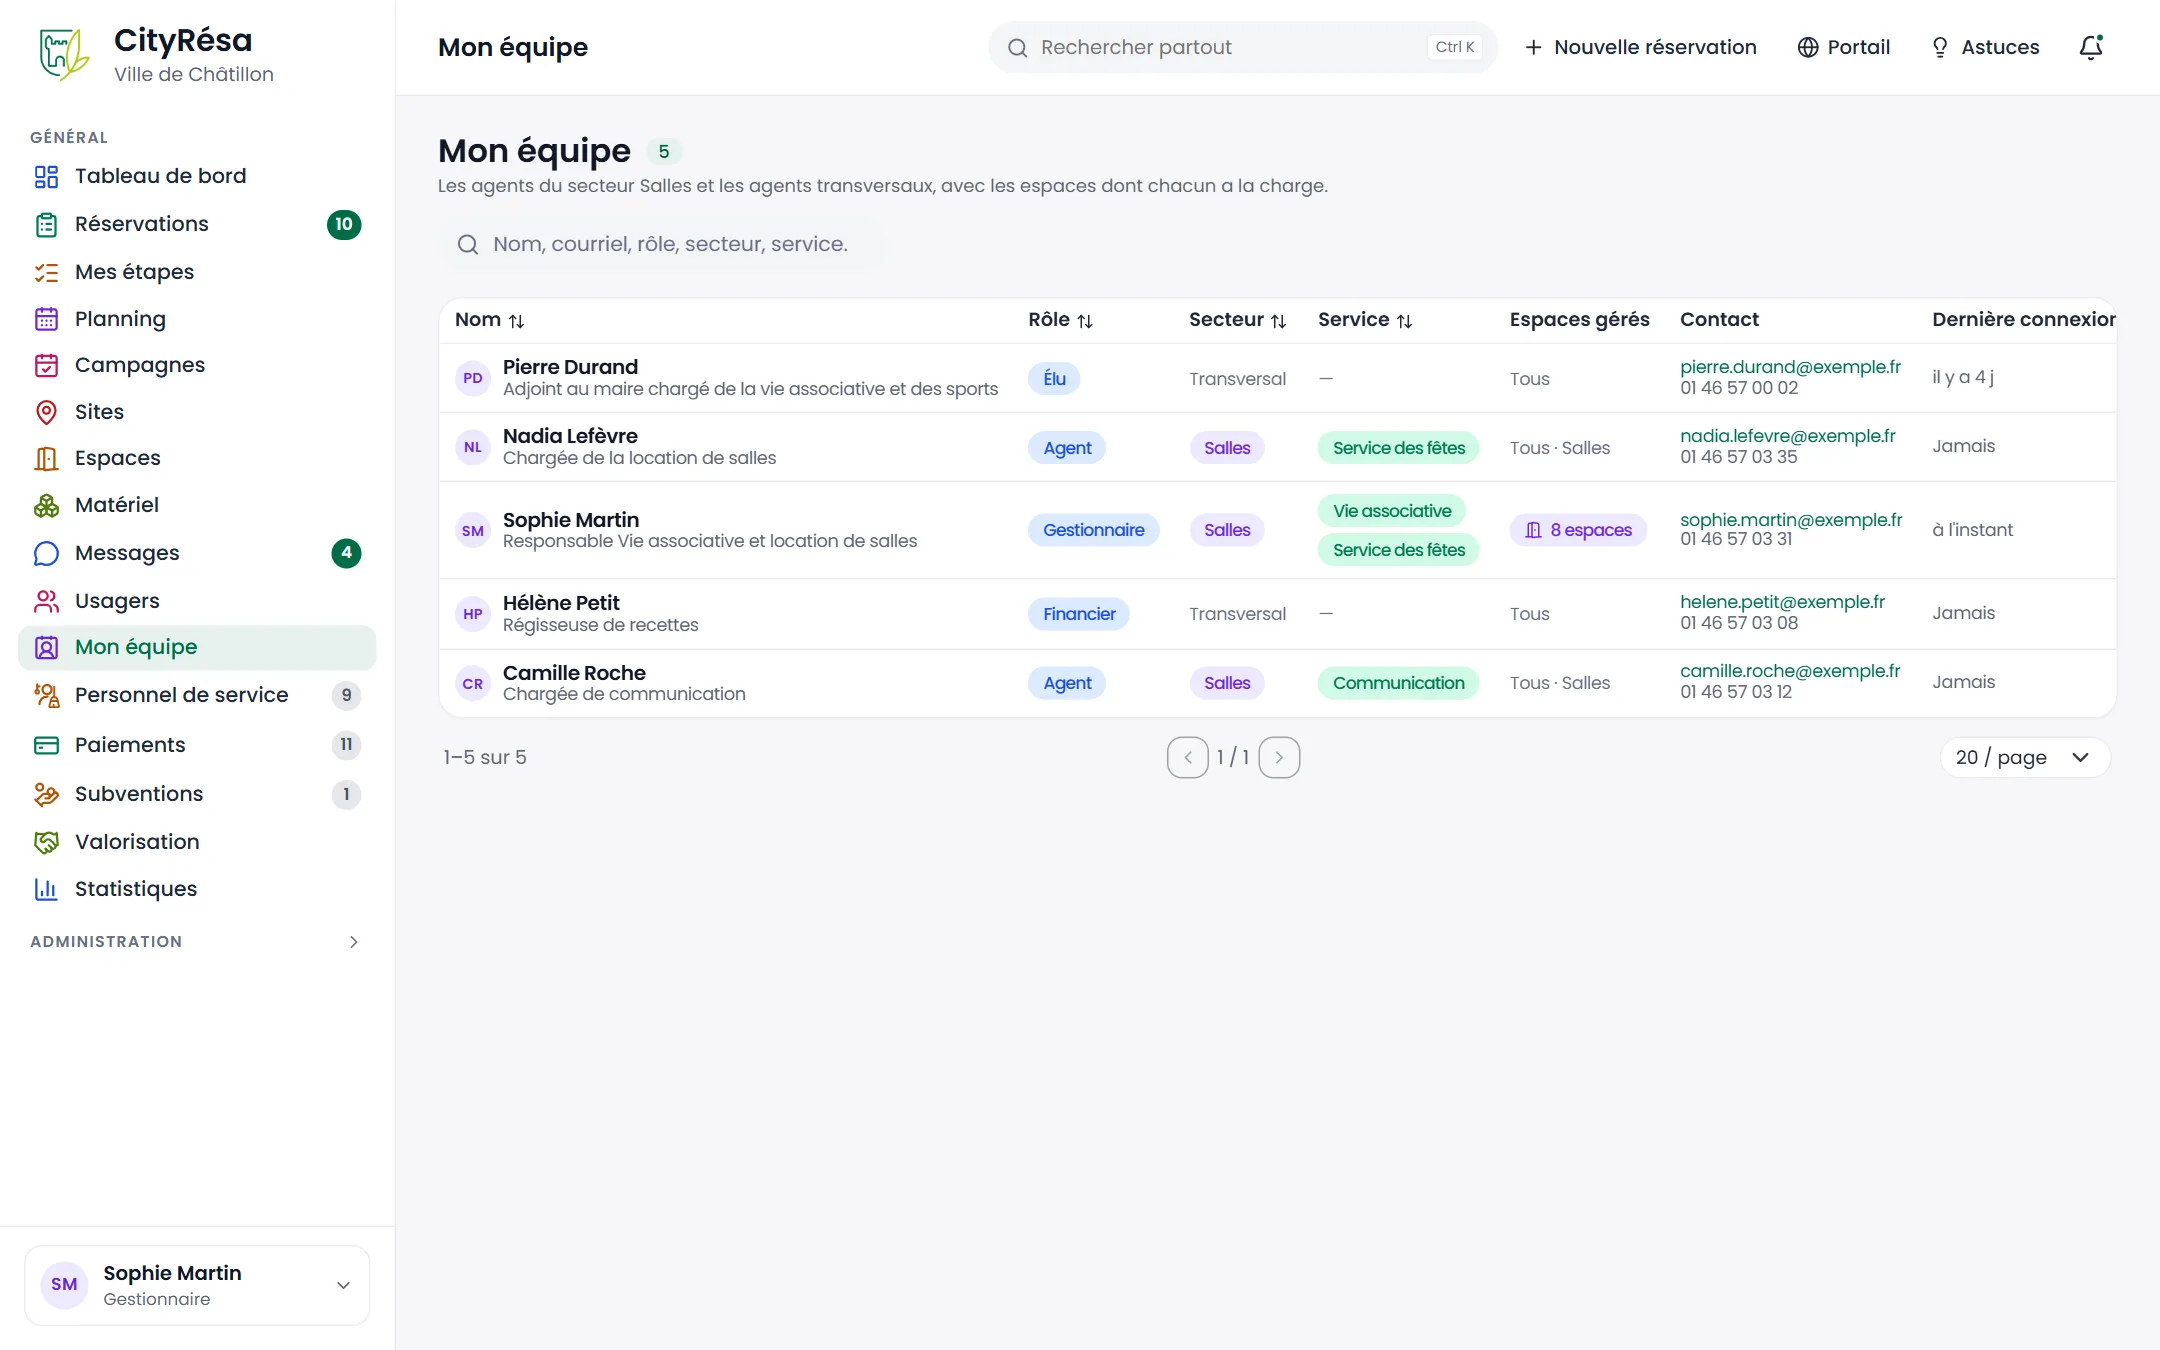 CityRésa
Ville de Châtillon
GÉNÉRAL
Tableau de bord
Réservations 10
Mes étapes
Planning
Campagnes
Sites
Espaces
Matériel
Messages 4
Usagers
Mon équipe
Personnel de service 9
Paiements 11
Subventions 1
Valorisation
Statistiques
ADMINISTRATION
SM
Sophie Martin
Gestionnaire
Mon équipe
Rechercher partout Ctrl K
Nouvelle réservation
Portail
Astuces
Mon équipe 5
Les agents du secteur Salles et les agents transversaux, avec les espaces dont chacun a la charge.
Nom, courriel, rôle, secteur, service.
Nom Rôle Secteur Service Espaces gérés Contact Dernière connexion
PD
Pierre Durand
Adjoint au maire chargé de la vie associative et des sports
Élu
Transversal
—
Tous
pierre.durand@exemple.fr
01 46 57 00 02
il y a 4 j
NL
Nadia Lefèvre
Chargée de la location de salles
Agent
Salles
Service des fêtes
Tous · Salles
nadia.lefevre@exemple.fr
01 46 57 03 35
Jamais
SM
Sophie Martin
Responsable Vie associative et location de salles
Gestionnaire
Salles
Vie associative
Service des fêtes
8 espaces
sophie.martin@exemple.fr
01 46 57 03 31
à l'instant
HP
Hélène Petit
Régisseuse de recettes
Financier
Transversal
—
Tous
helene.petit@exemple.fr
01 46 57 03 08
Jamais
CR
Camille Roche
Chargée de communication
Agent
Salles
Communication
Tous · Salles
camille.roche@exemple.fr
01 46 57 03 12
Jamais
1–5 sur 5
1 / 1
20 / page